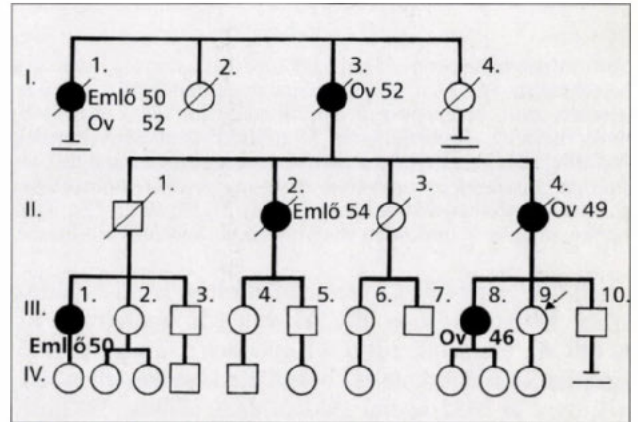 I.
1.
Emlő 50
Ov 52
2.
3.
Ov 52
4.
II.
1.
2.
Emlő 54
3.
4.
Ov 49
III.
1.
Emlő 50
2.
3.
4.
5.
6.
7.
8.
Ov 46
9.
10.
IV.